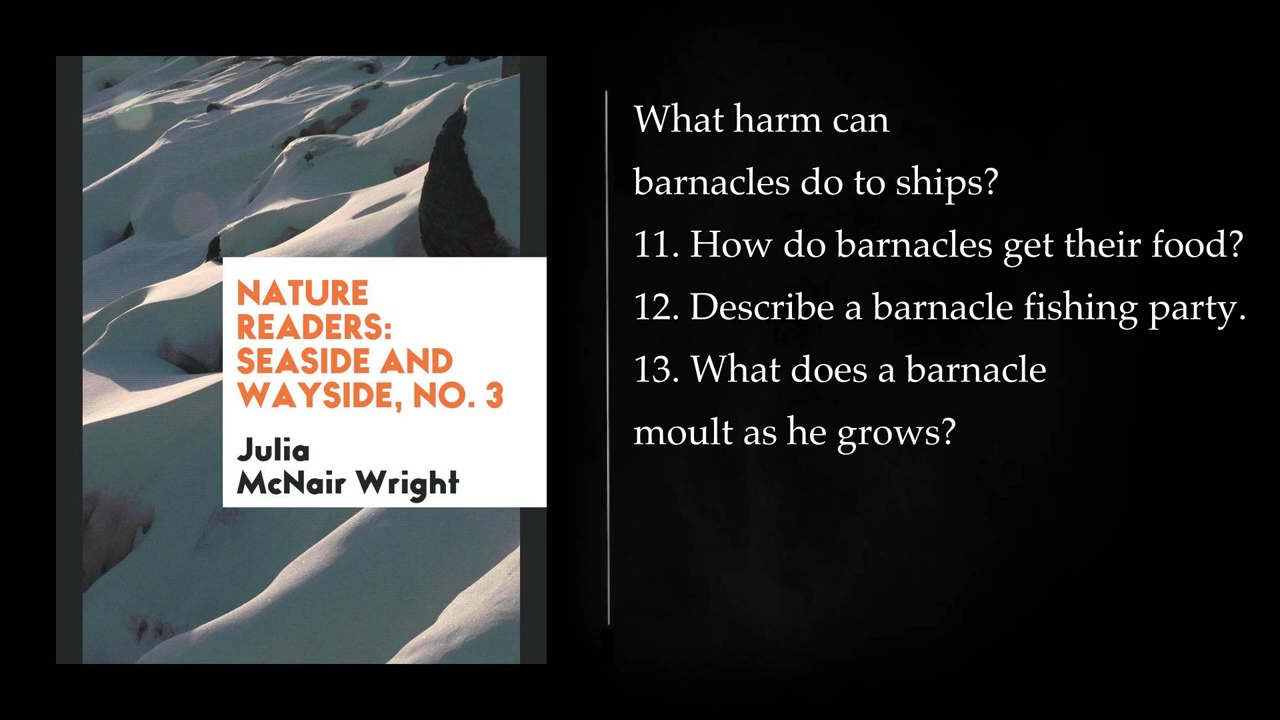 NATURE
READERS:
SEASIDE AND
WAYSIDE, NO. 3
Julia
McNair Wright
What harm can
barnacles do to ships?
11. How do barnacles get their food?
12. Describe a barnacle fishing party.
13. What does a barnacle
moult as he grows?